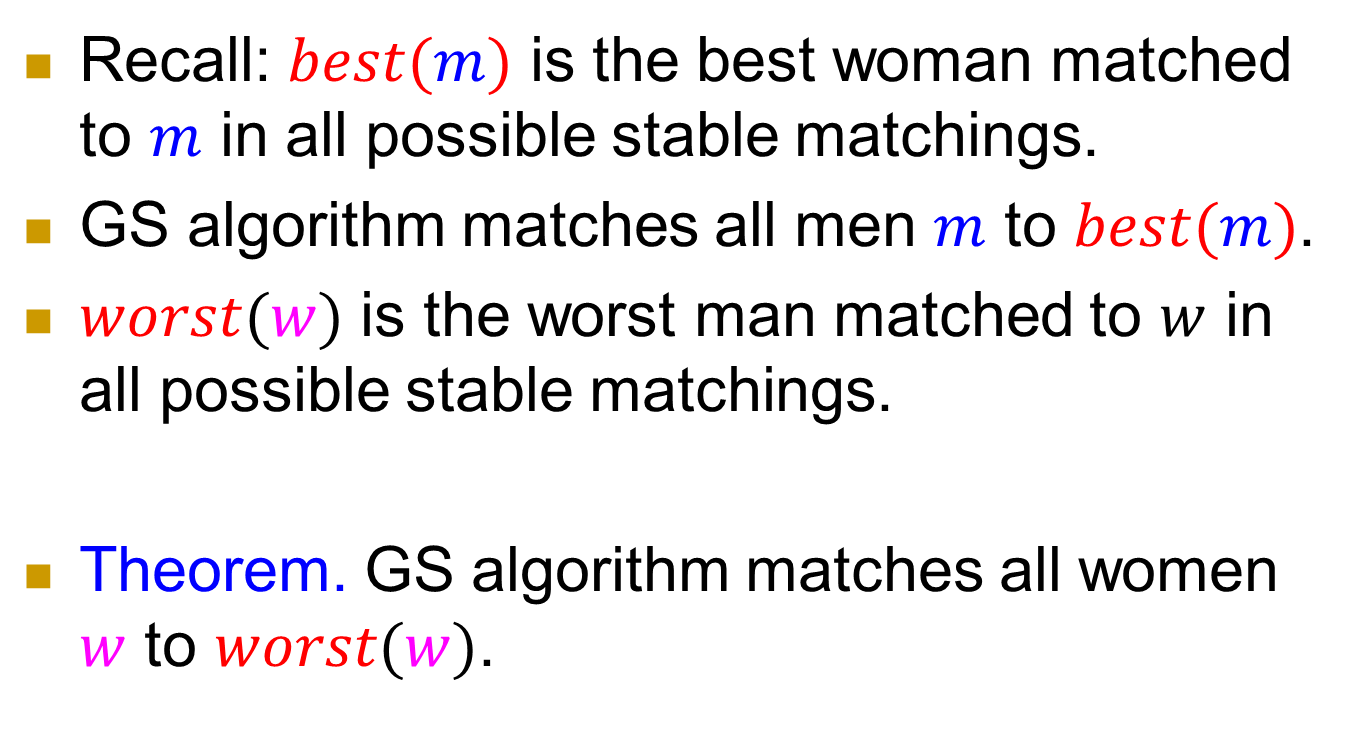 Recall: best(m) is the best woman matched
to m in all possible stable matchings.
GS algorithm matches all men m to best(m).
worst(w) is the worst man matched to w in
all possible stable matchings.
Theorem. GS algorithm matches all women
w to worst(w).